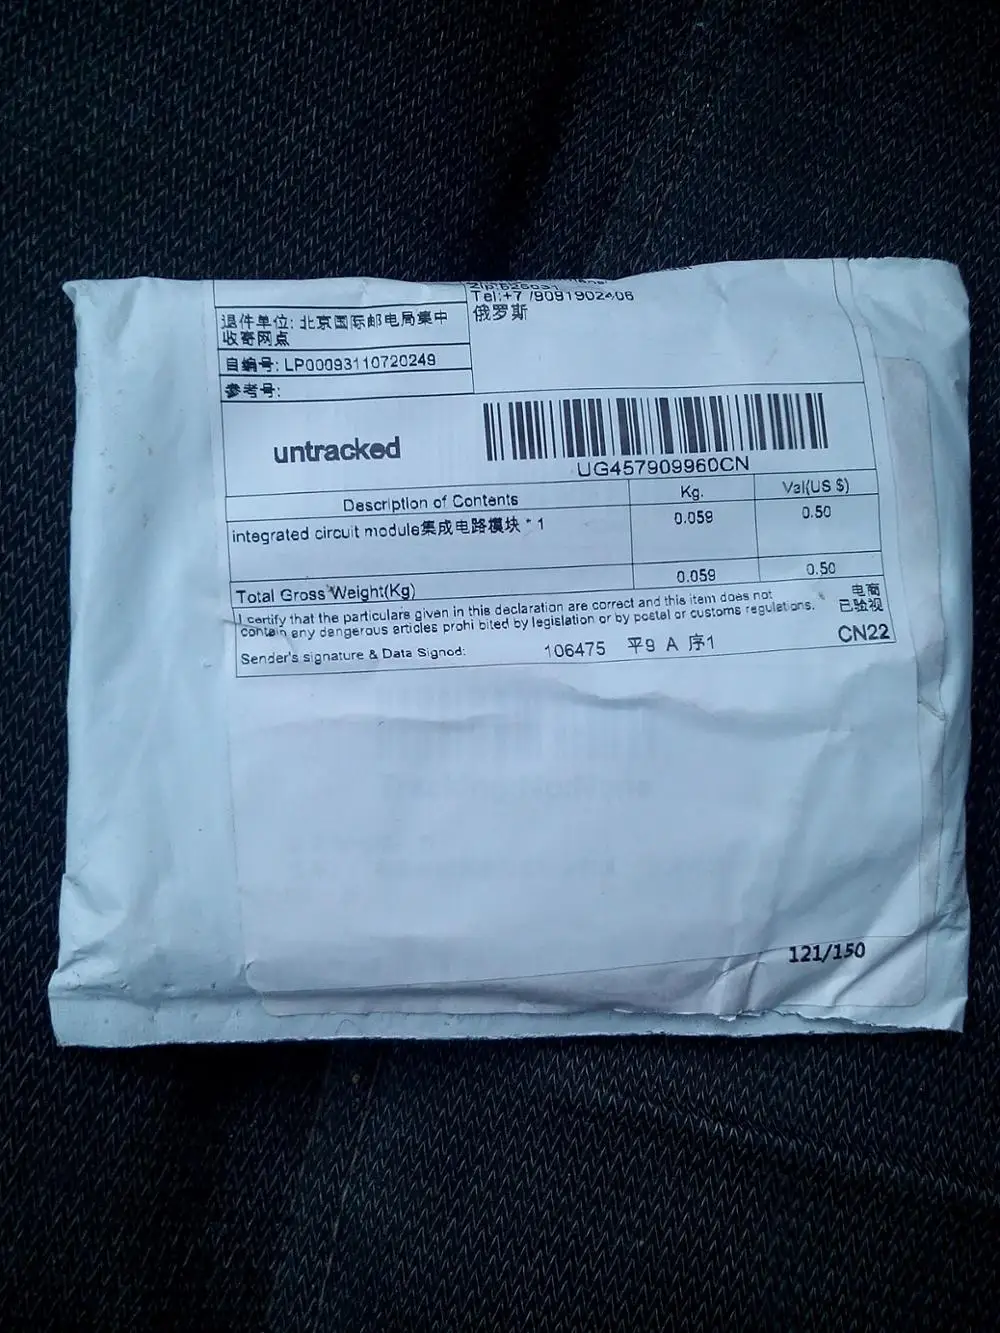 Tel:+7 /9091902406
俄罗斯
退件单位: 北京国际邮电局集中
收寄网点
自编号: LP00093110720249
参考号:
untracked
UG457909960CN
Description of Contents Kg. Val(US $)
integrated circuit module集成电路模块 * 1 0.059 0.50
Total Gross Weight(Kg) 0.059 0.50
I certify that the particulars given in this declaration are correct and this item does not
contain any dangerous articles prohi bited by legislation or by postal or customs regulations.
电商
已验视
Sender's signature & Data Signed: 106475 平9 A 序1 CN22
121/150